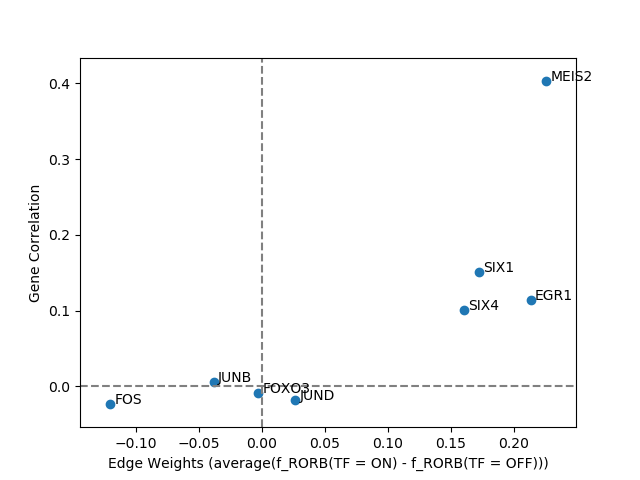 MEIS2
0.4
0.3
0.2
0.1
0.0
Gene Correlation
SIX1
EGR1
SIX4
JUNB
FOXO3
JUND
FOS
−0.10 −0.05 0.00 0.05 0.10 0.15 0.20
Edge Weights (average(f_RORB(TF = ON) - f_RORB(TF = OFF)))